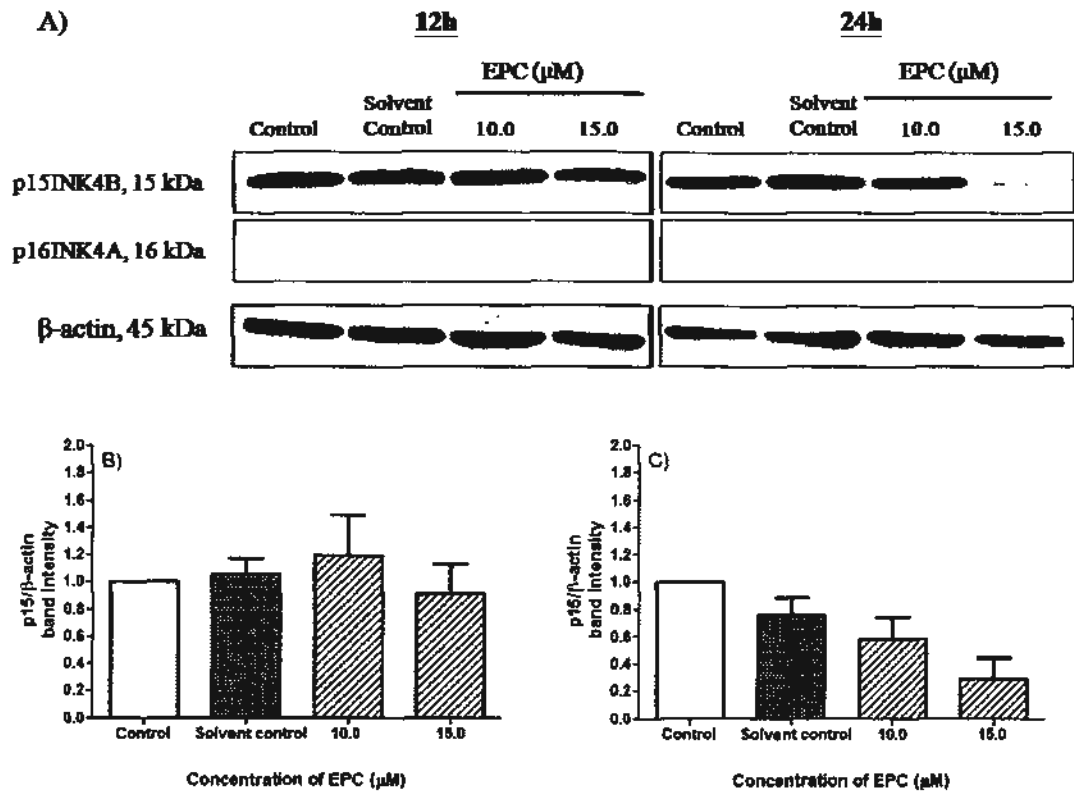 A)
12h 24h
EPC (µM) EPC (µM)
Solvent Solvent
Control Control 10.0 15.0 Control Control 10.0 15.0
p15INK4B, 15 kDa
p16INK4A, 16 kDa
β-actin, 45 kDa
B)
p15/β-actin
band intensity
2.0
1.8
1.6
1.4
1.2
1.0
0.8
0.6
0.4
0.2
0.0
Control Solvent control 10.0 15.0
Concentration of EPC (µM)
C)
p15/β-actin
band intensity
2.0
1.8
1.6
1.4
1.2
1.0
0.8
0.6
0.4
0.2
0.0
Control Solvent control 10.0 15.0
Concentration of EPC (µM)